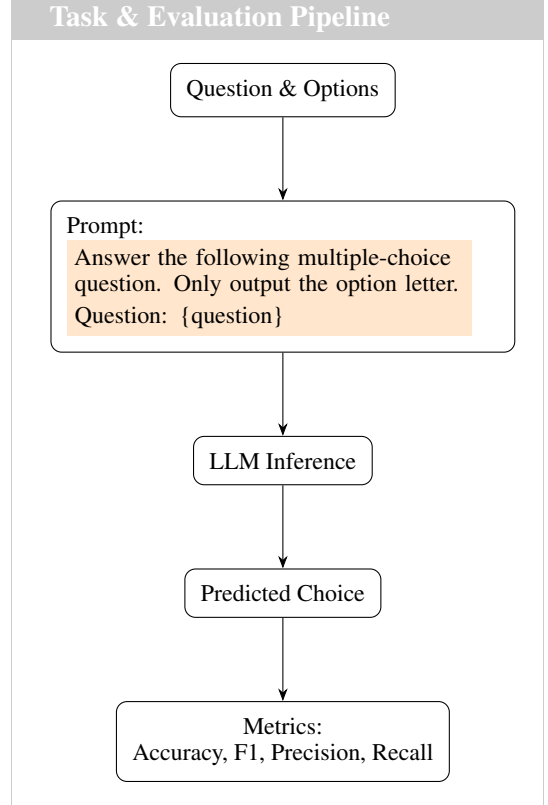 Task & Evaluation Pipeline
Question & Options
Prompt:
Answer the following multiple-choice
question. Only output the option letter.
Question: {question}
LLM Inference
Predicted Choice
Metrics:
Accuracy, F1, Precision, Recall